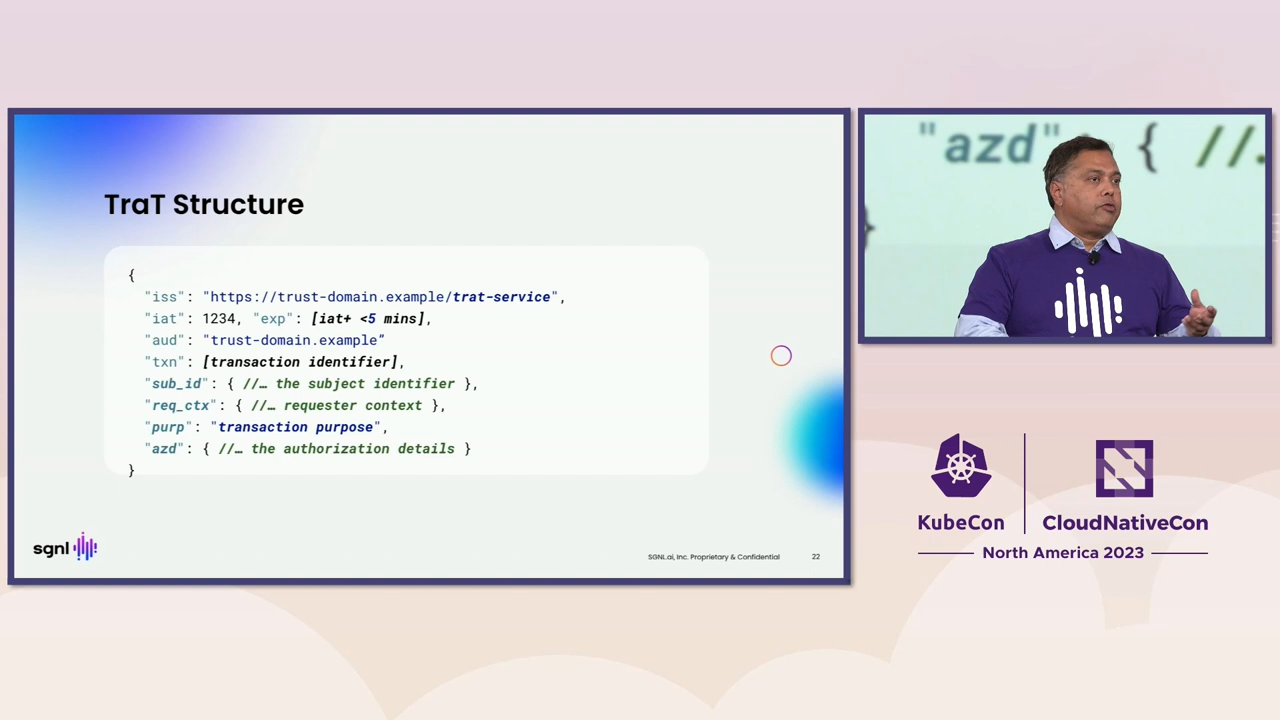 TraT Structure
{
"iss": "https://trust-domain.example/trat-service",
"iat": 1234, "exp": [iat+ <5 mins],
"aud": "trust-domain.example”
"txn": [transaction identifier],
"sub_id": { //… the subject identifier },
"req_ctx": { //… requester context },
"purp": "transaction purpose",
"azd": { //… the authorization details }
}
sgnl
SGNL.ai, Inc. Proprietary & Confidential
22
"azd": { //.
}
KubeCon
CloudNativeCon
North America 2023